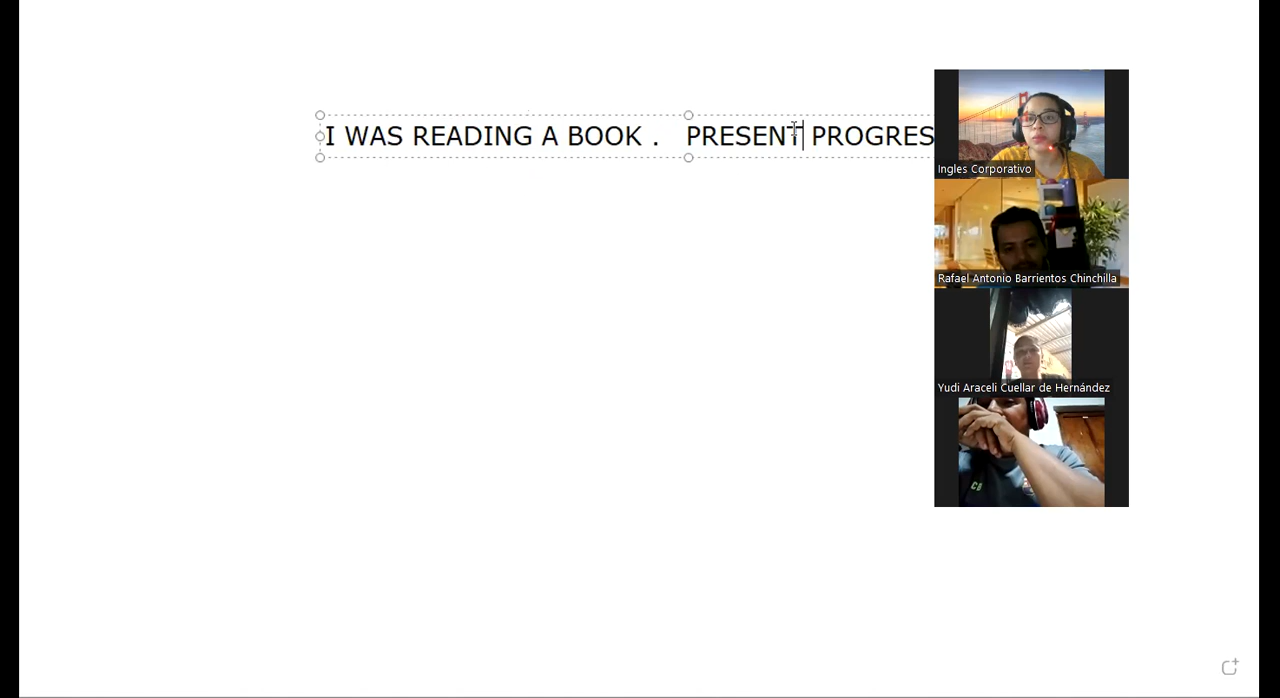 I WAS READING A BOOK .   PRESENT PROGRES
Ingles Corporativo
Rafael Antonio Barrientos Chinchilla
Yudi Araceli Cuellar de Hernández